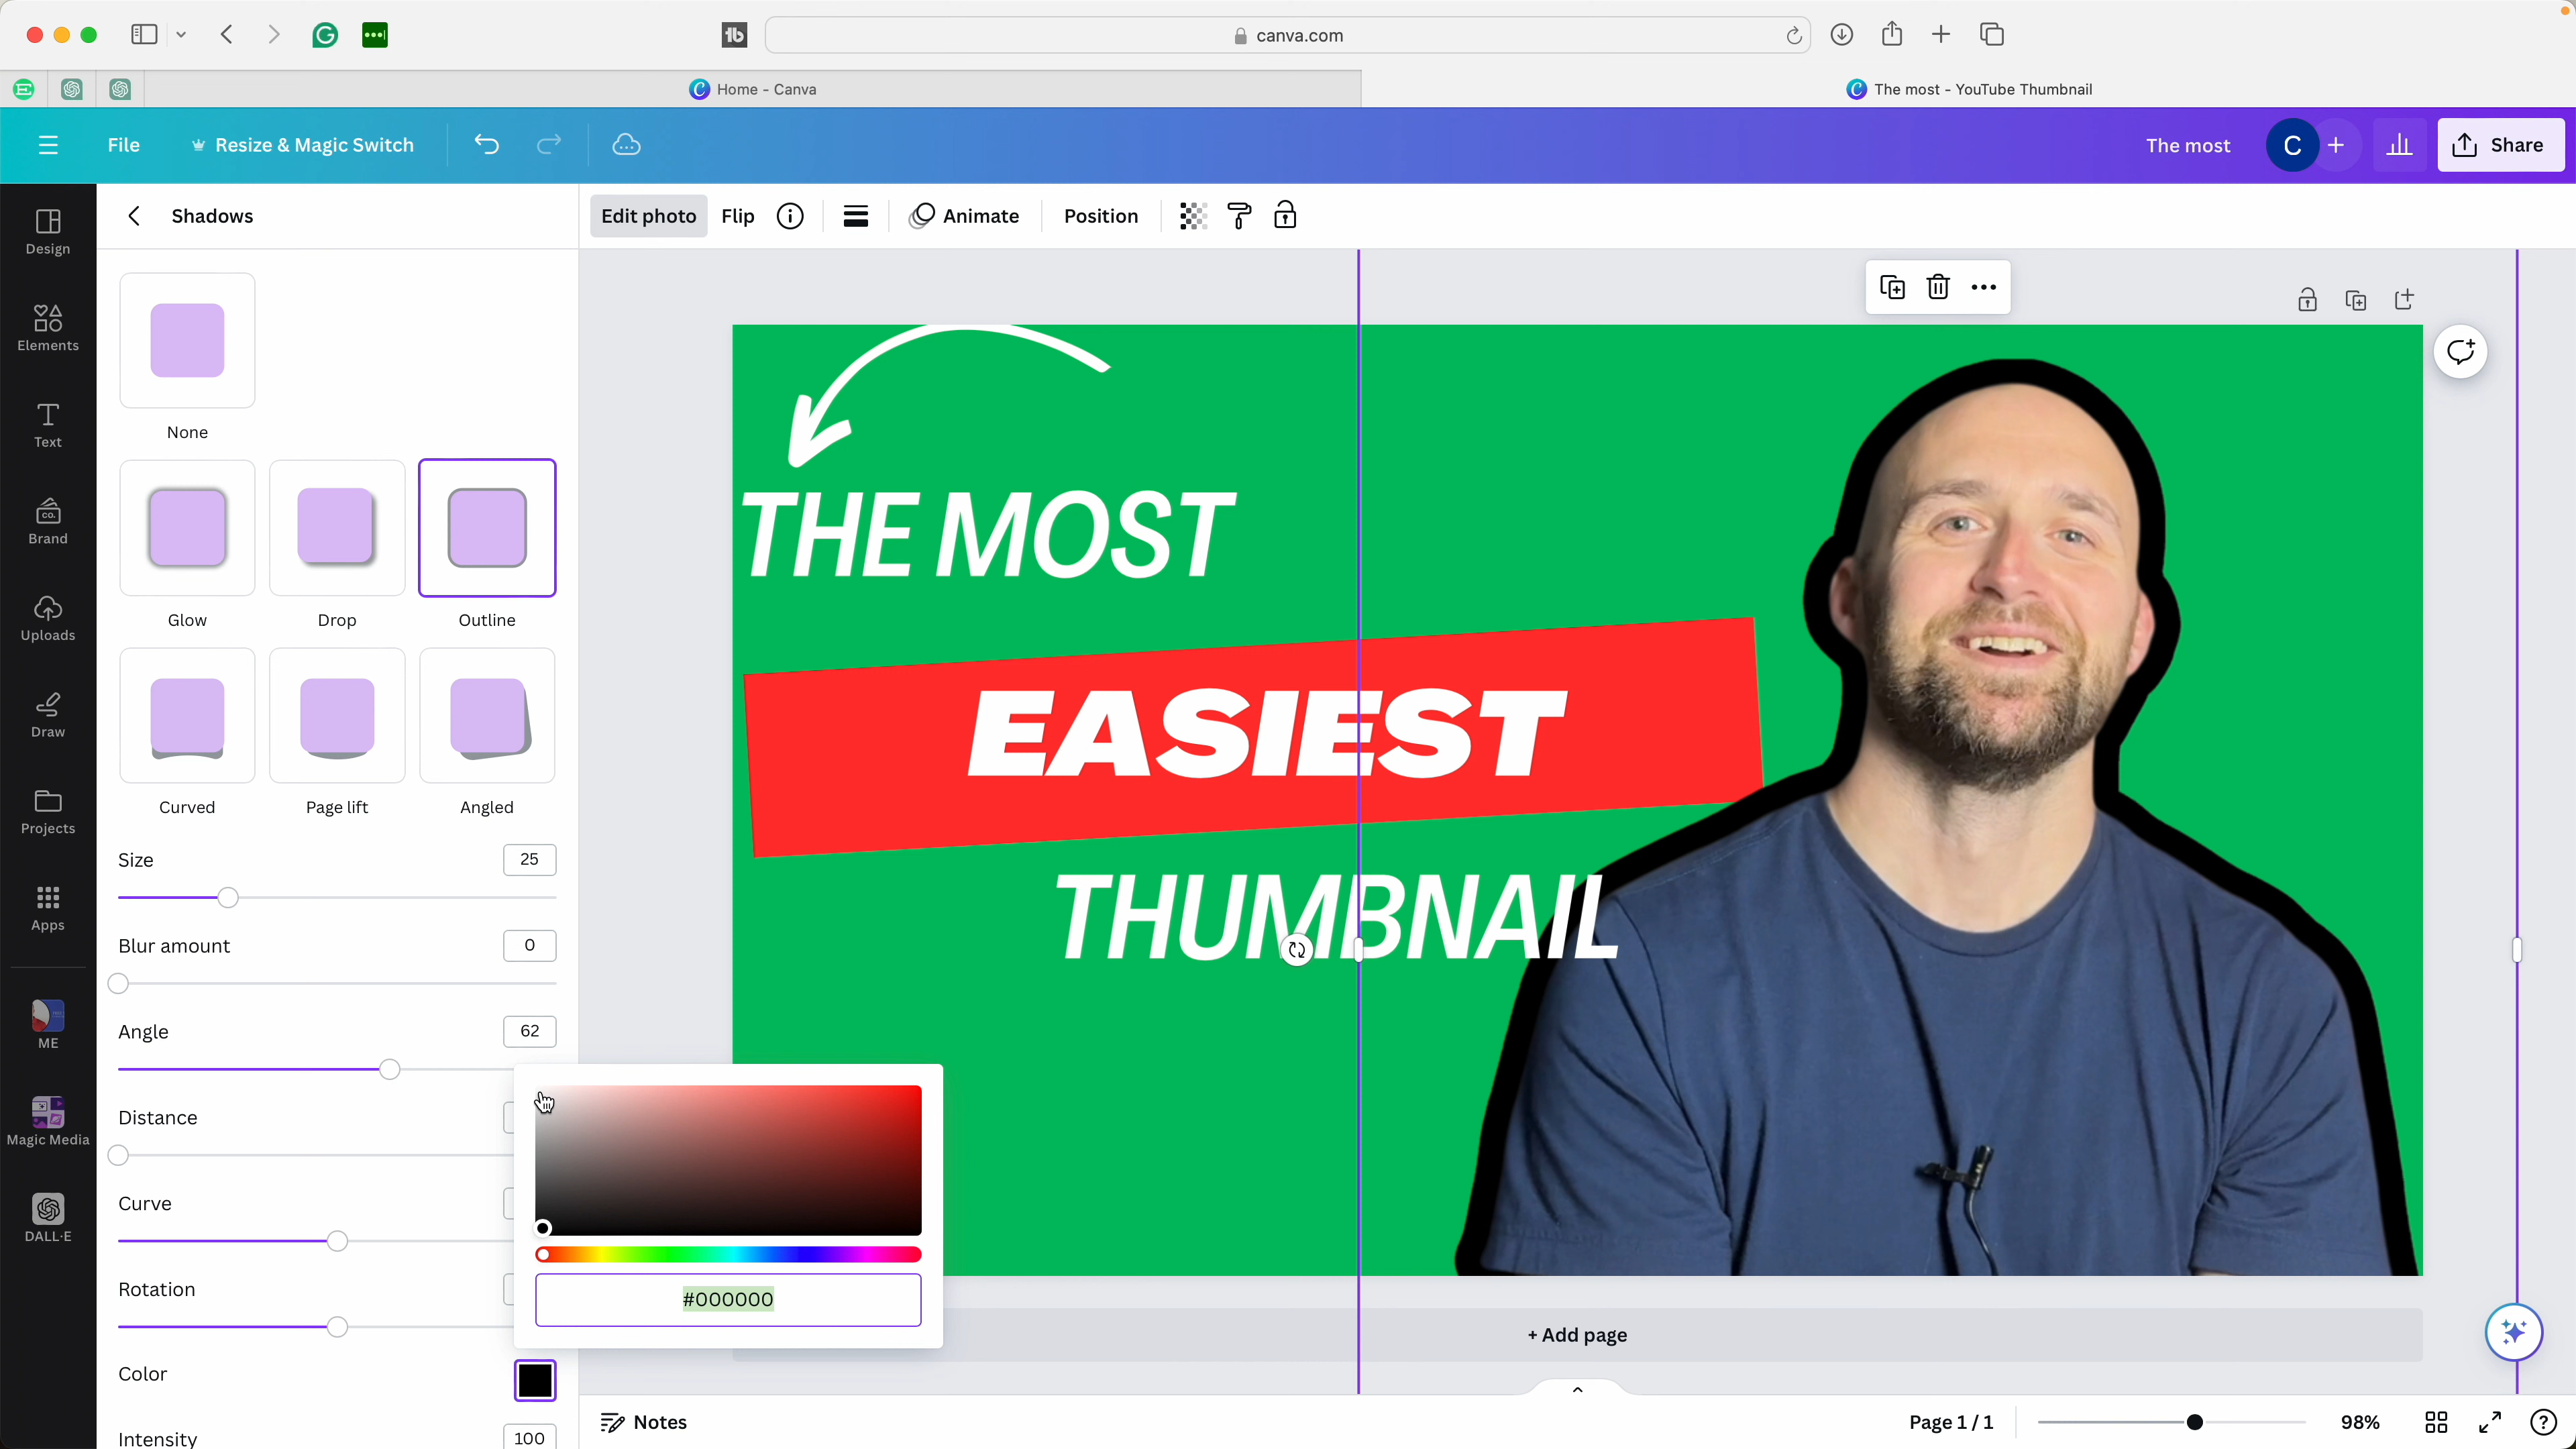 canva.com
Home - Canva
The most - YouTube Thumbnail
File
Resize & Magic Switch
The most
C
Share
Design
Elements
Text
Brand
Uploads
Draw
Projects
Apps
ME
Magic Media
DALL·E
Shadows
None
Glow
Drop
Outline
Curved
Page lift
Angled
Size
25
Blur amount
0
Angle
62
Distance
Curve
Rotation
Color
Intensity
100
#000000
Edit photo
Flip
Animate
Position
THE MOST
EASIEST
THUMBNAIL
+ Add page
Notes
Page 1 / 1
98%